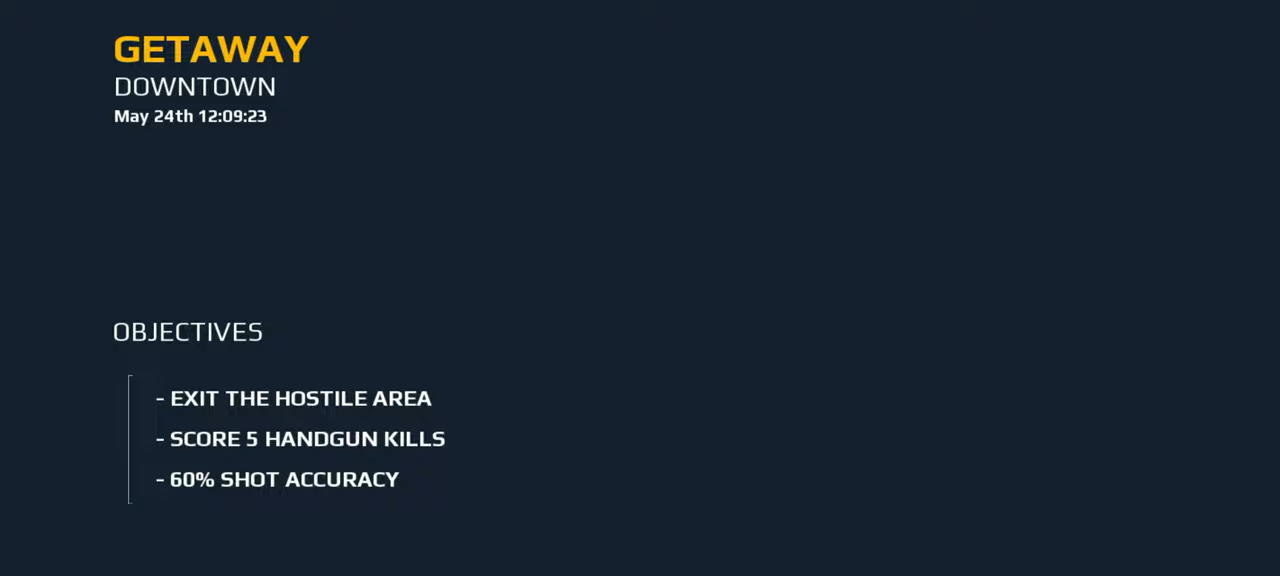 GETAWAY
DOWNTOWN
May 24th 12:09:23
OBJECTIVES
- EXIT THE HOSTILE AREA
- SCORE 5 HANDGUN KILLS
- 60% SHOT ACCURACY